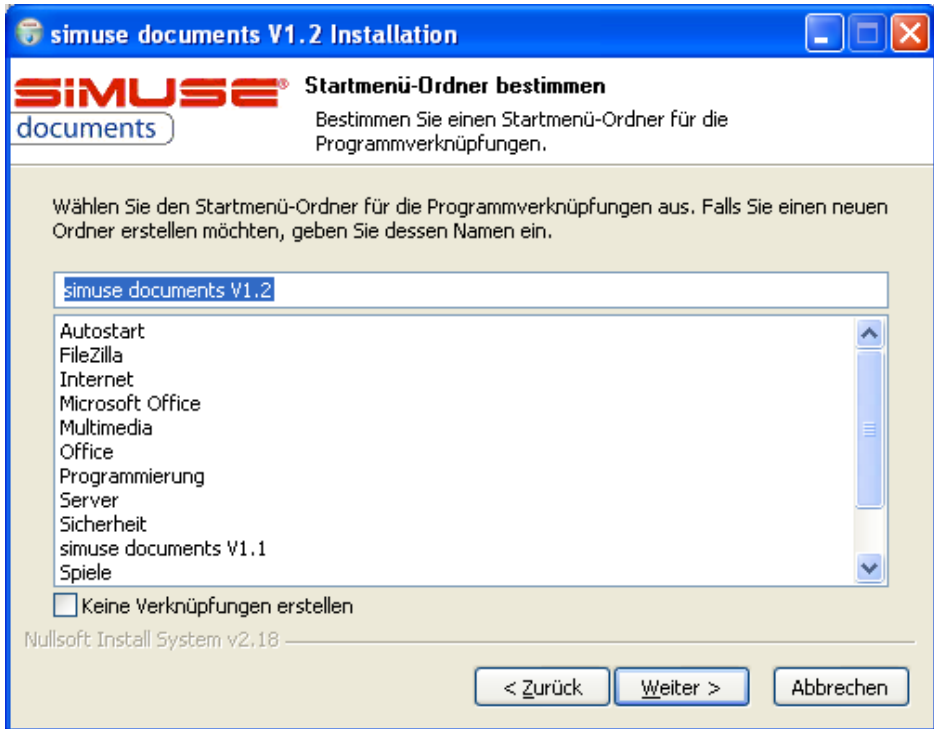 simuse documents V1.2 Installation
SiMUSE®
documents
Startmenü-Ordner bestimmen
Bestimmen Sie einen Startmenü-Ordner für die
Programmverknüpfungen.
Wählen Sie den Startmenü-Ordner für die Programmverknüpfungen aus. Falls Sie einen neuen
Ordner erstellen möchten, geben Sie dessen Namen ein.
simuse documents V1.2
Autostart
FileZilla
Internet
Microsoft Office
Multimedia
Office
Programmierung
Server
Sicherheit
simuse documents V1.1
Spiele
Keine Verknüpfungen erstellen
Nullsoft Install System v2.18
< Zurück
Weiter >
Abbrechen